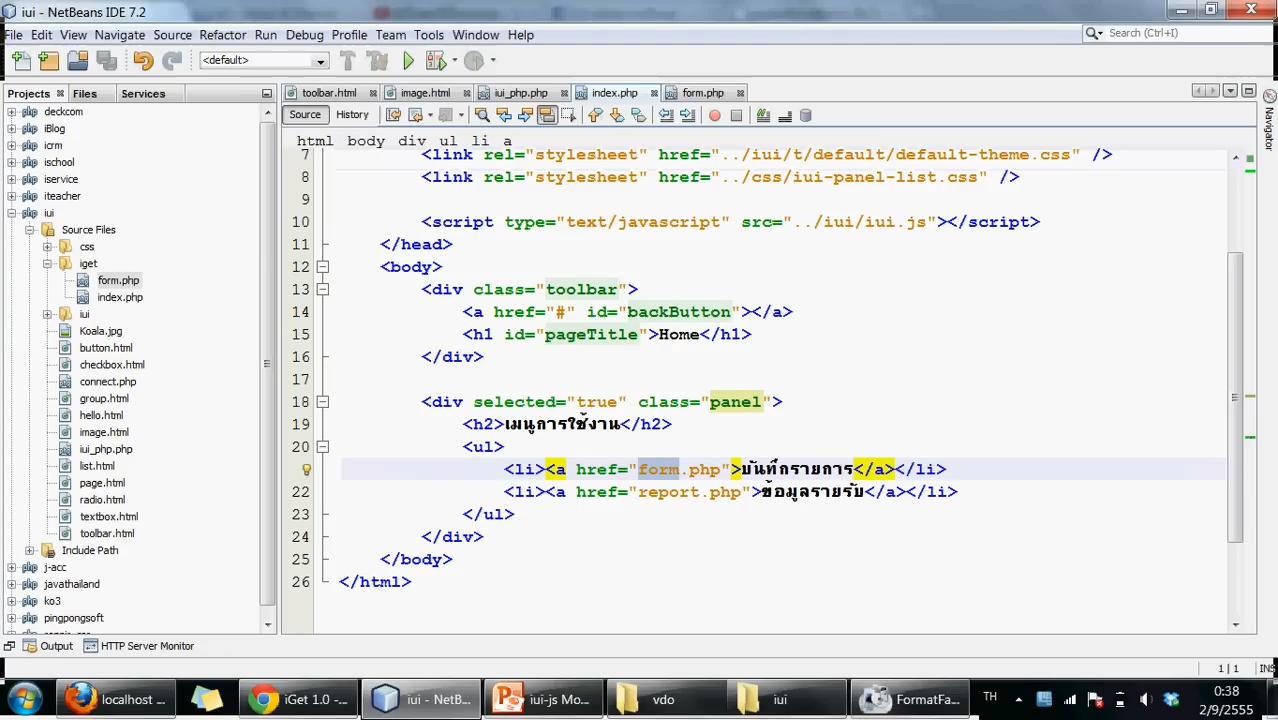 iui - NetBeans IDE 7.2
File Edit View Navigate Source Refactor Run Debug Profile Team Tools Window Help
Search (Ctrl+I)
<default>
Projects Files Services
toolbar.html image.html iui_php.php index.php form.php
Source History
html body div ul li a
deckcom
iBlog
icrm
ischool
iservice
iteacher
iui
Source Files
css
iget
form.php
index.php
iui
Koala.jpg
button.html
checkbox.html
connect.php
group.html
hello.html
image.html
iui_php.php
list.html
page.html
radio.html
textbox.html
toolbar.html
Include Path
j-acc
javathailand
ko3
pingpongsoft
7 <link rel="stylesheet" href="../iui/t/default/default-theme.css" />
8 <link rel="stylesheet" href="../css/iui-panel-list.css" />
9
10 <script type="text/javascript" src="../iui/iui.js"></script>
11 </head>
12 <body>
13 <div class="toolbar">
14 <a href="#" id="backButton"></a>
15 <h1 id="pageTitle">Home</h1>
16 </div>
17
18 <div selected="true" class="panel">
19 <h2>เมนูการใช้งาน</h2>
20 <ul>
<li><a href="form.php">บันทึกรายการ</a></li>
22 <li><a href="report.php">ข้อมูลรายรับ</a></li>
23 </ul>
24 </div>
25 </body>
26 </html>
Navigator
Output HTTP Server Monitor
1 | 1 INS
localhost ... iGet 1.0 -... iui - NetB... iui-js Mo... vdo iui FormatFa...
TH
0:38
2/9/2555